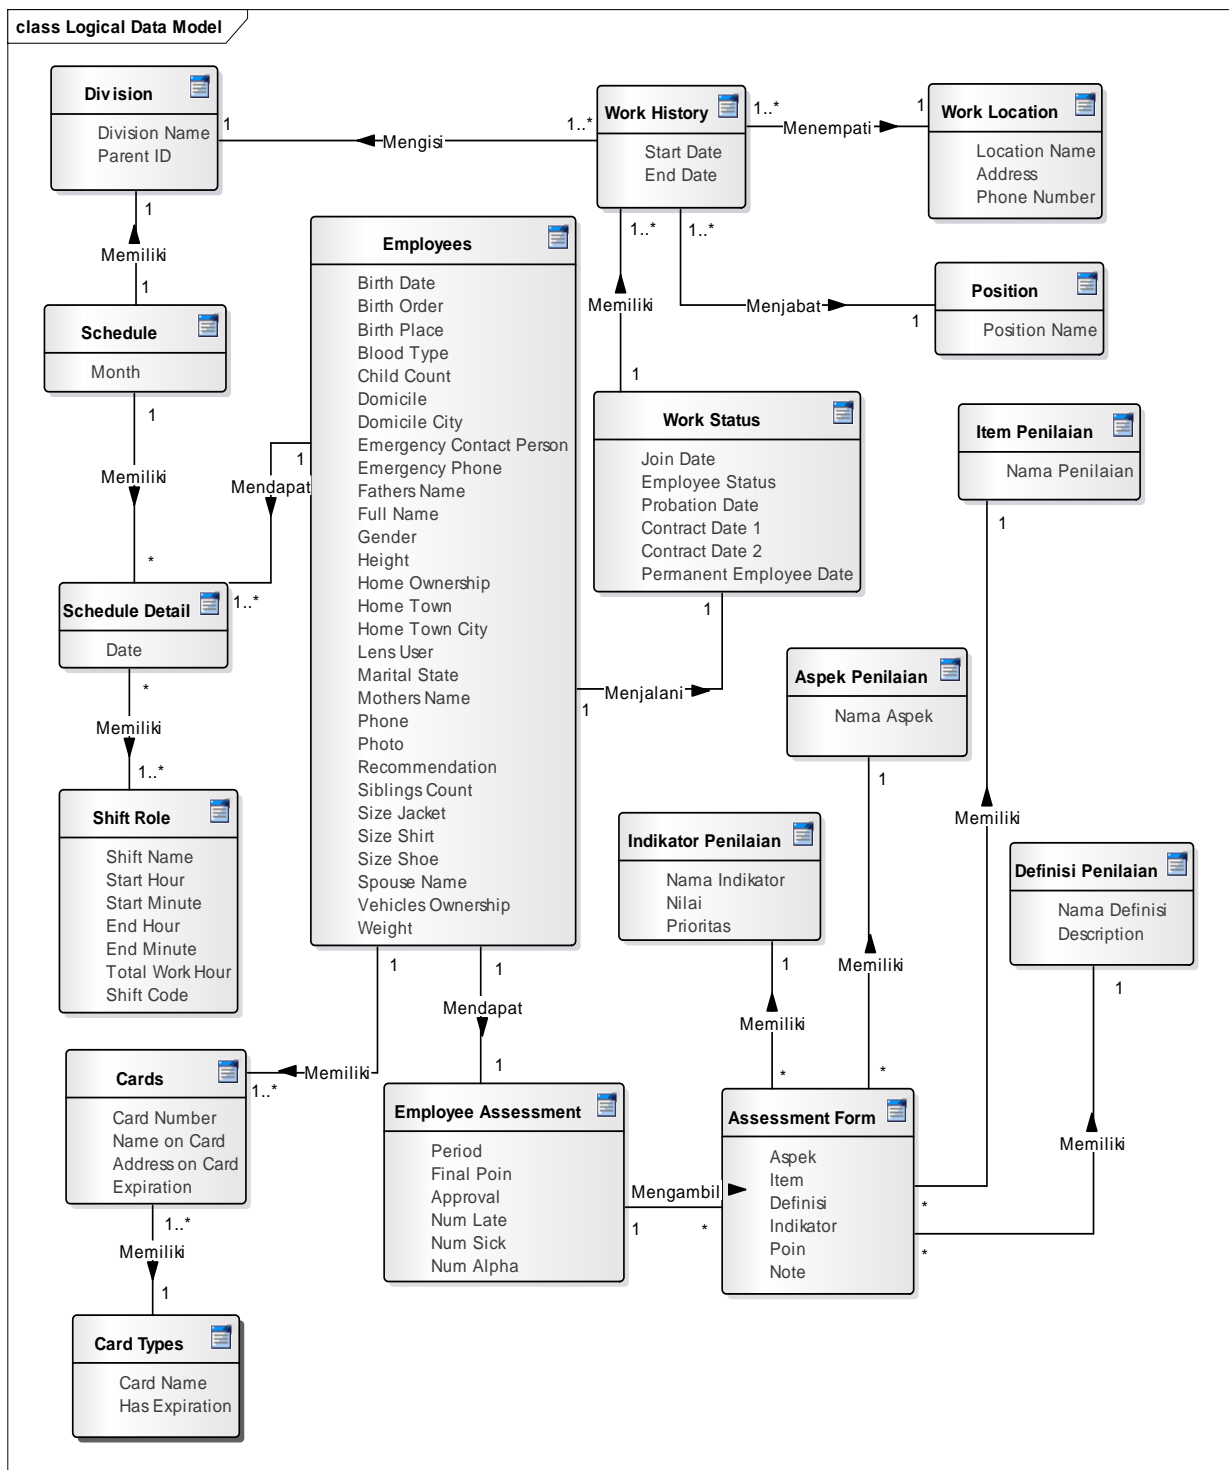 class Logical Data Model
Division
Division Name
Parent ID
1
Mengisi
1..*
Work History
Start Date
End Date
1..*
Menempati
1
Work Location
Location Name
Address
Phone Number
1
Memiliki
1
1..*
1..*
Memiliki
1
Menjabat
1
Position
Position Name
Schedule
Month
1
Memiliki
*
Employees
Birth Date
Birth Order
Birth Place
Blood Type
Child Count
Domicile
Domicile City
Emergency Contact Person
Emergency Phone
Fathers Name
Full Name
Gender
Height
Home Ownership
Home Town
Home Town City
Lens User
Marital State
Mothers Name
Phone
Photo
Recommendation
Siblings Count
Size Jacket
Size Shirt
Size Shoe
Spouse Name
Vehicles Ownership
Weight
1
Mendapat
1..*
Work Status
Join Date
Employee Status
Probation Date
Contract Date 1
Contract Date 2
Permanent Employee Date
1
Menjalani
1
Item Penilaian
Nama Penilaian
1
Memiliki
*
Schedule Detail
Date
*
Memiliki
1..*
Shift Role
Shift Name
Start Hour
Start Minute
End Hour
End Minute
Total Work Hour
Shift Code
Aspek Penilaian
Nama Aspek
1
Memiliki
*
Indikator Penilaian
Nama Indikator
Nilai
Prioritas
1
Memiliki
*
Definisi Penilaian
Nama Definisi
Description
1
Memiliki
*
1
Memiliki
1..*
1
Mendapat
1
Cards
Card Number
Name on Card
Address on Card
Expiration
1..*
Memiliki
1
Card Types
Card Name
Has Expiration
Employee Assessment
Period
Final Poin
Approval
Num Late
Num Sick
Num Alpha
Mengambil
1
*
Assessment Form
Aspek
Item
Definisi
Indikator
Poin
Note